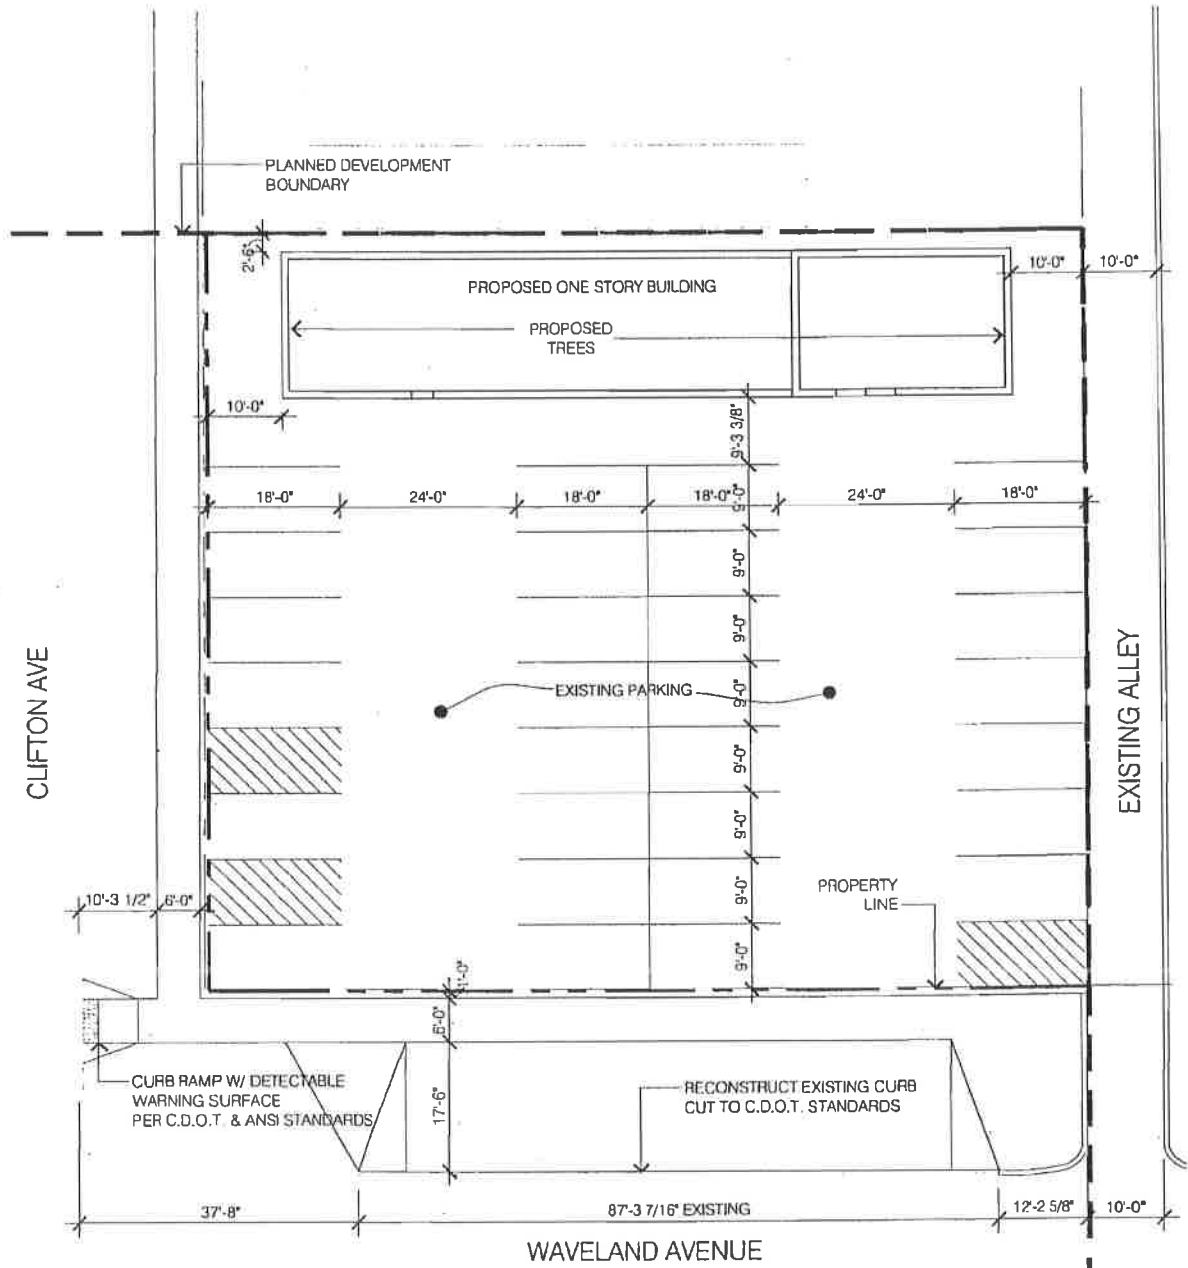 PLANNED DEVELOPMENT
BOUNDARY
2'-6"
10'-0"
10'-0"
PROPOSED ONE STORY BUILDING
PROPOSED
TREES
10'-0"
9'-3 3/8"
18'-0"
24'-0"
18'-0"
18'-0"
9'-0"
24'-0"
18'-0"
9'-0"
9'-0"
EXISTING PARKING
9'-0"
9'-0"
9'-0"
9'-0"
9'-0"
CLIFTON AVE
EXISTING ALLEY
10'-3 1/2"
6'-0"
PROPERTY
LINE
1'-0"
6'-0"
17'-6"
CURB RAMP W/ DETECTABLE
WARNING SURFACE
PER C.D.O.T. & ANSI STANDARDS
RECONSTRUCT EXISTING CURB
CUT TO C.D.O.T. STANDARDS
37'-8"
87'-3 7/16" EXISTING
12'-2 5/8"
10'-0"
WAVELAND AVENUE